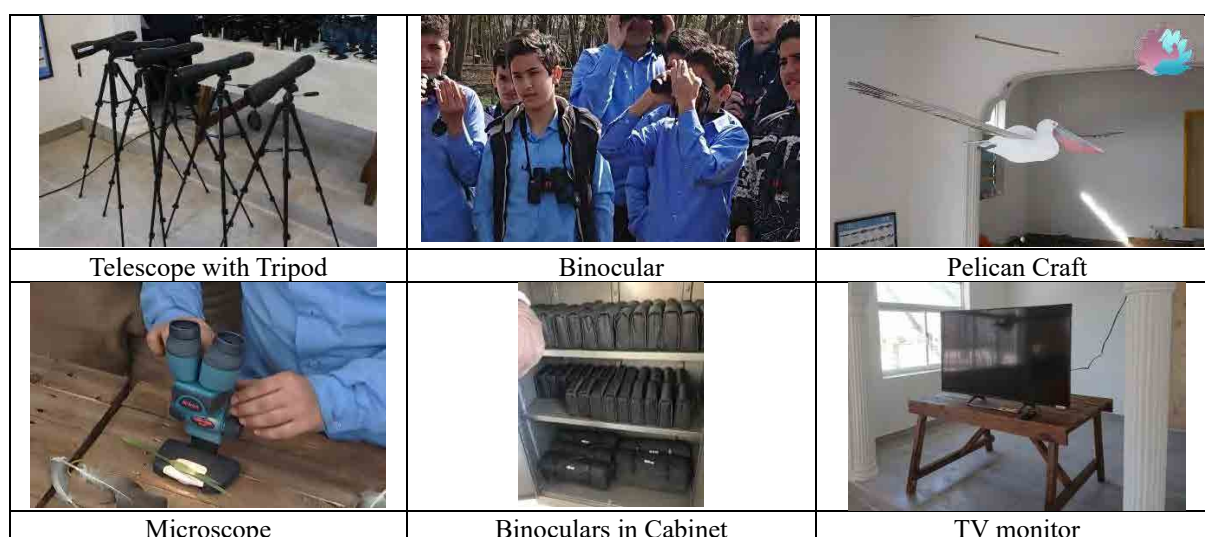 Telescope with Tripod
Binocular
Pelican Craft
Microscope
Binoculars in Cabinet
TV monitor